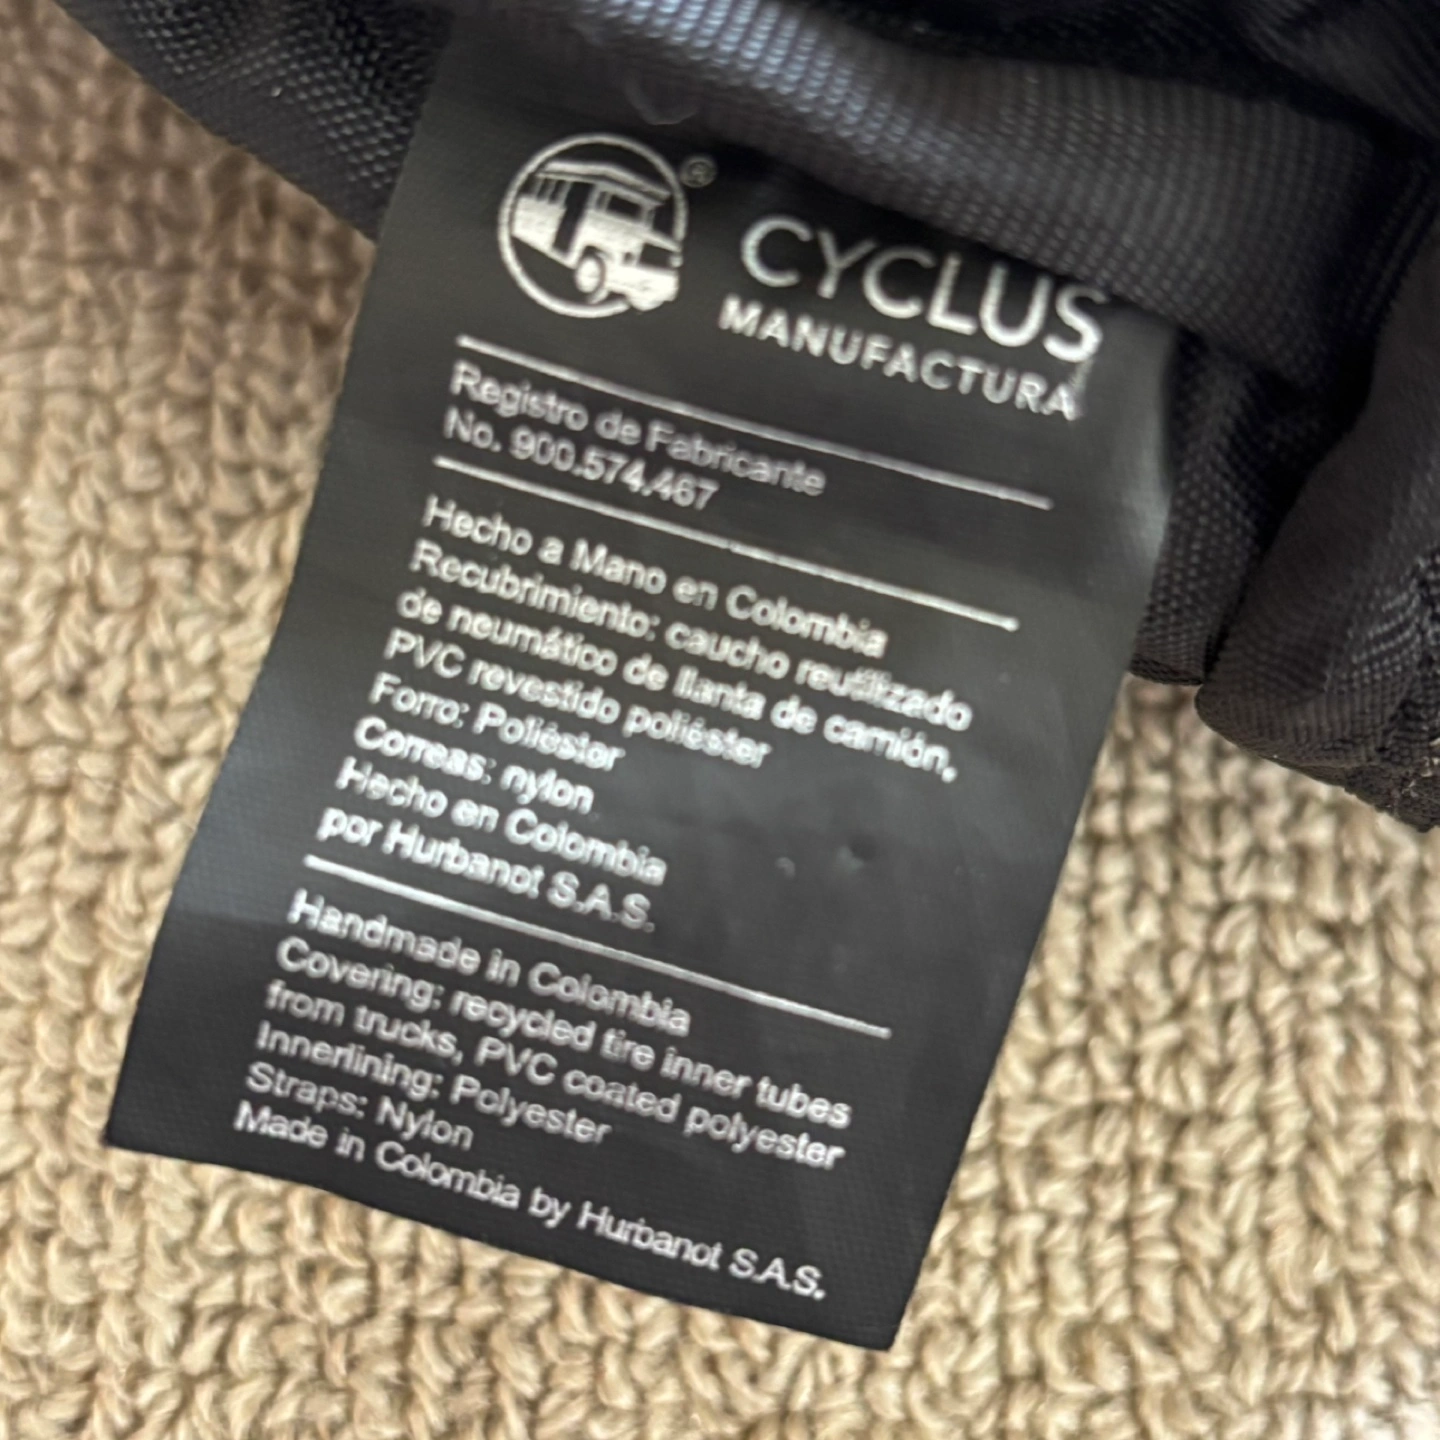 ®
CYCLUS
MANUFACTURA
Registro de Fabricante
No. 900.574.467
Hecho a Mano en Colombia
Recubrimiento: caucho reutilizado
de neumático de llanta de camión,
PVC revestido poliéster
Forro: Poliéster
Correas: nylon
Hecho en Colombia
por Hurbanot S.A.S.
Handmade in Colombia
Covering: recycled tire inner tubes
from trucks, PVC coated polyester
Innerlining: Polyester
Straps: Nylon
Made in Colombia by Hurbanot S.A.S.